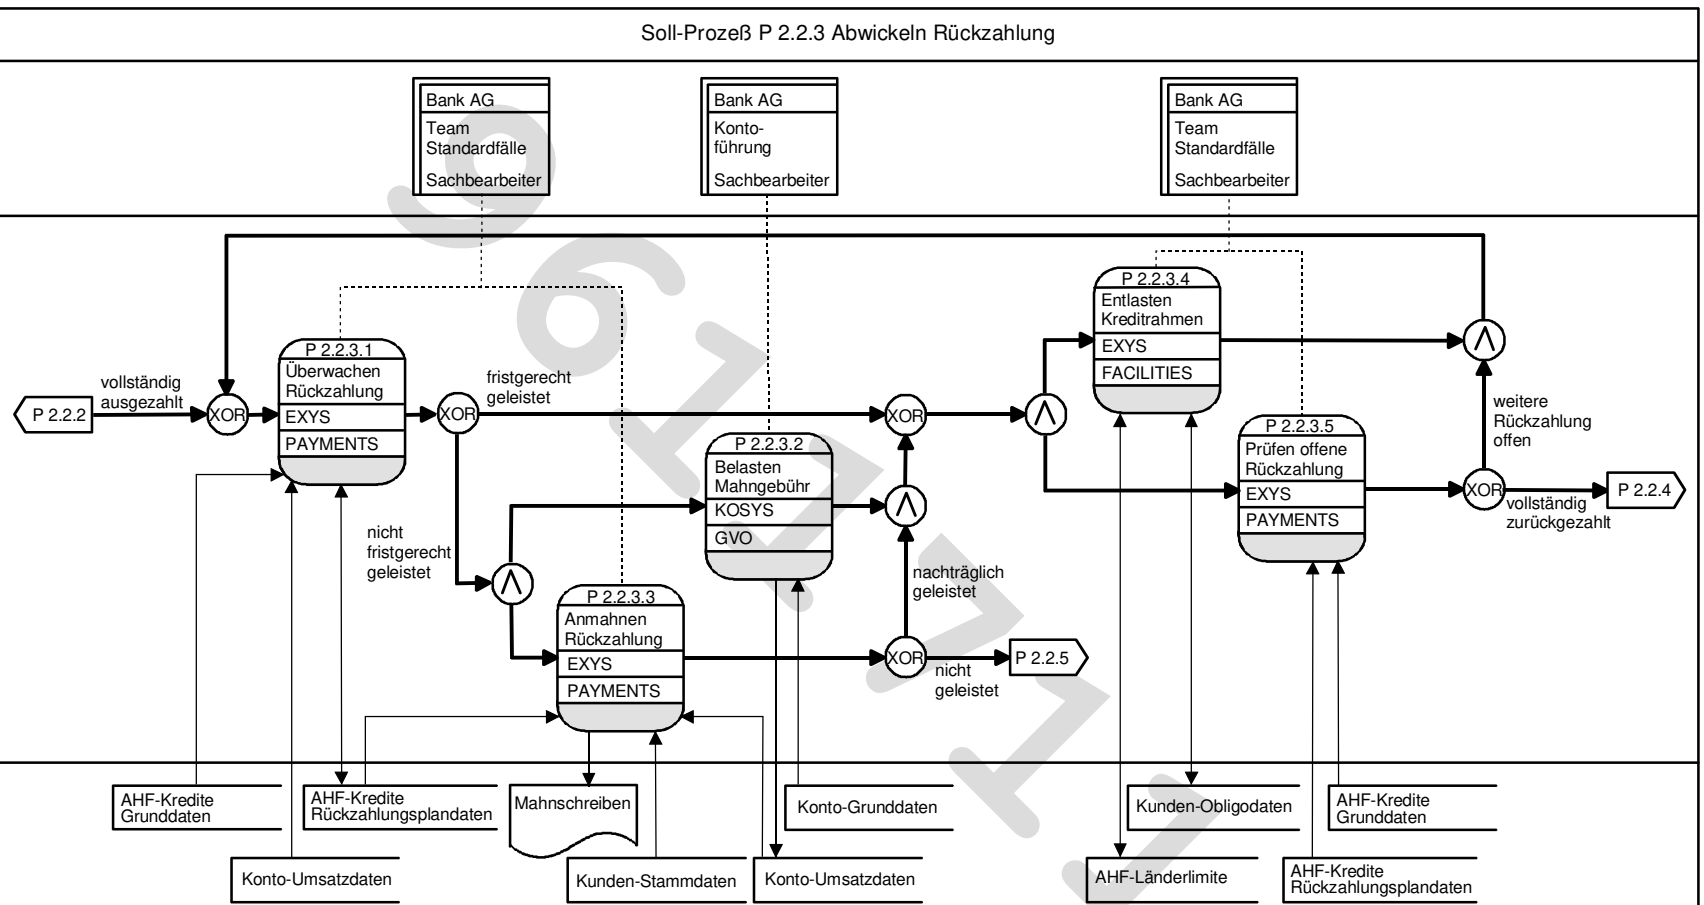 Soll-Prozeß P 2.2.3 Abwickeln Rückzahlung
Bank AG
Team
Standardfälle
Sachbearbeiter
Bank AG
Konto-
führung
Sachbearbeiter
Bank AG
Team
Standardfälle
Sachbearbeiter
P 2.2.2
vollständig
ausgezahlt
XOR
P 2.2.3.1
Überwachen
Rückzahlung
EXYS
PAYMENTS
XOR
fristgerecht
geleistet
nicht
fristgerecht
geleistet
Λ
P 2.2.3.2
Belasten
Mahngebühr
KOSYS
GVO
P 2.2.3.3
Anmahnen
Rückzahlung
EXYS
PAYMENTS
XOR
Λ
nachträglich
geleistet
XOR
nicht
geleistet
P 2.2.5
Λ
P 2.2.3.4
Entlasten
Kreditrahmen
EXYS
FACILITIES
P 2.2.3.5
Prüfen offene
Rückzahlung
EXYS
PAYMENTS
Λ
weitere
Rückzahlung
offen
XOR
vollständig
zurückgezahlt
P 2.2.4
AHF-Kredite
Grunddaten
AHF-Kredite
Rückzahlungsplandaten
Mahnschreiben
Konto-Grunddaten
Kunden-Obligodaten
AHF-Kredite
Grunddaten
Konto-Umsatzdaten
Kunden-Stammdaten
Konto-Umsatzdaten
AHF-Länderlimite
AHF-Kredite
Rückzahlungsplandaten